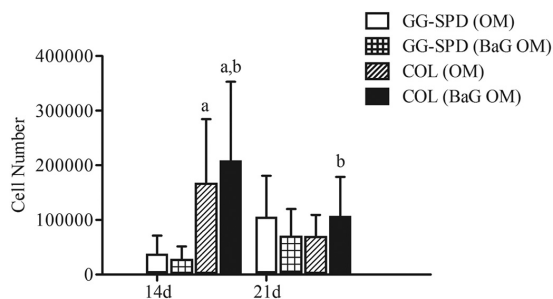 GG-SPD (OM)
GG-SPD (BaG OM)
COL (OM)
COL (BaG OM)
Cell Number
400000
300000
200000
100000
0
a
a,b
b
14d
21d